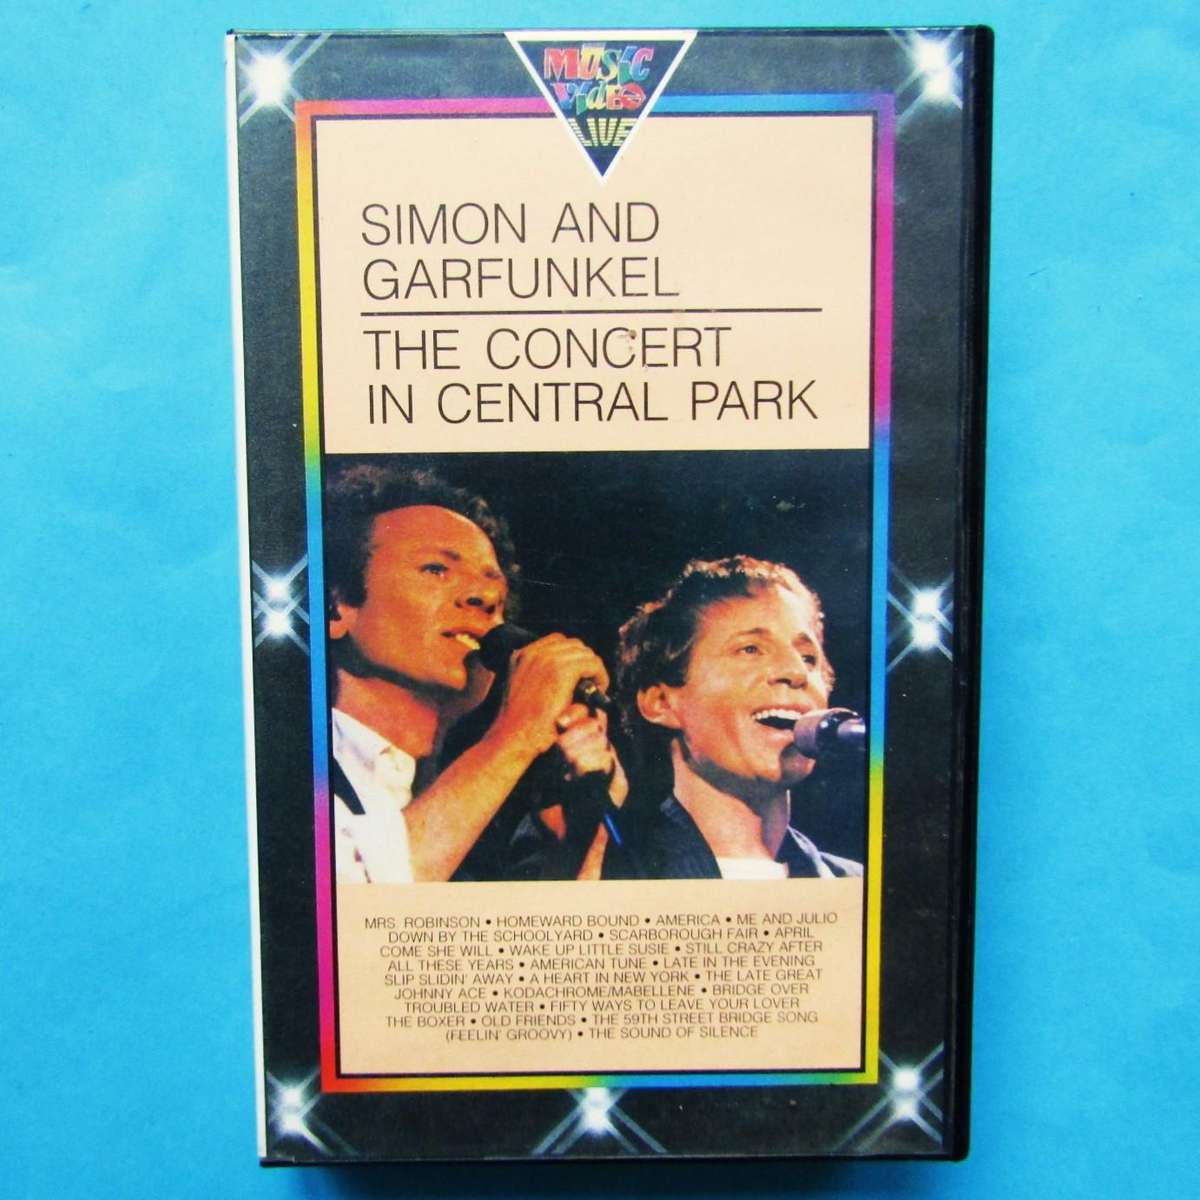 MUSIC
VIDEO
LIVE
SIMON AND
GARFUNKEL
THE CONCERT
IN CENTRAL PARK
MRS. ROBINSON • HOMEWARD BOUND • AMERICA • ME AND JULIO
DOWN BY THE SCHOOLYARD • SCARBOROUGH FAIR • APRIL
COME SHE WILL • WAKE UP LITTLE SUSIE • STILL CRAZY AFTER
ALL THESE YEARS • AMERICAN TUNE • LATE IN THE EVENING
SLIP SLIDIN' AWAY • A HEART IN NEW YORK • THE LATE GREAT
JOHNNY ACE • KODACHROME/MABELLENE • BRIDGE OVER
TROUBLED WATER • FIFTY WAYS TO LEAVE YOUR LOVER
THE BOXER • OLD FRIENDS • THE 59TH STREET BRIDGE SONG
(FEELIN' GROOVY) • THE SOUND OF SILENCE